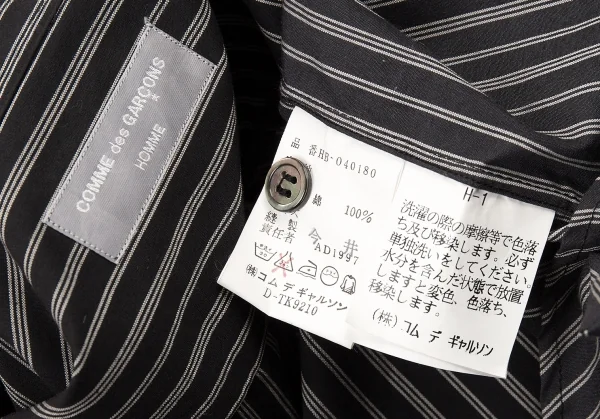 COMME des GARÇONS
HOMME
品 番HB-040180
綿 100%
縫製
責任者 今井
AD1997
(株)コム デ ギャルソン
D-TK9210
H-1
洗濯の際の摩擦等で色落
ち及び移染します。必ず
単独洗いをしてください。
水分を含んだ状態で放置
しますと変色、色落ち、
移染します。
(株)コム デ ギャルソン